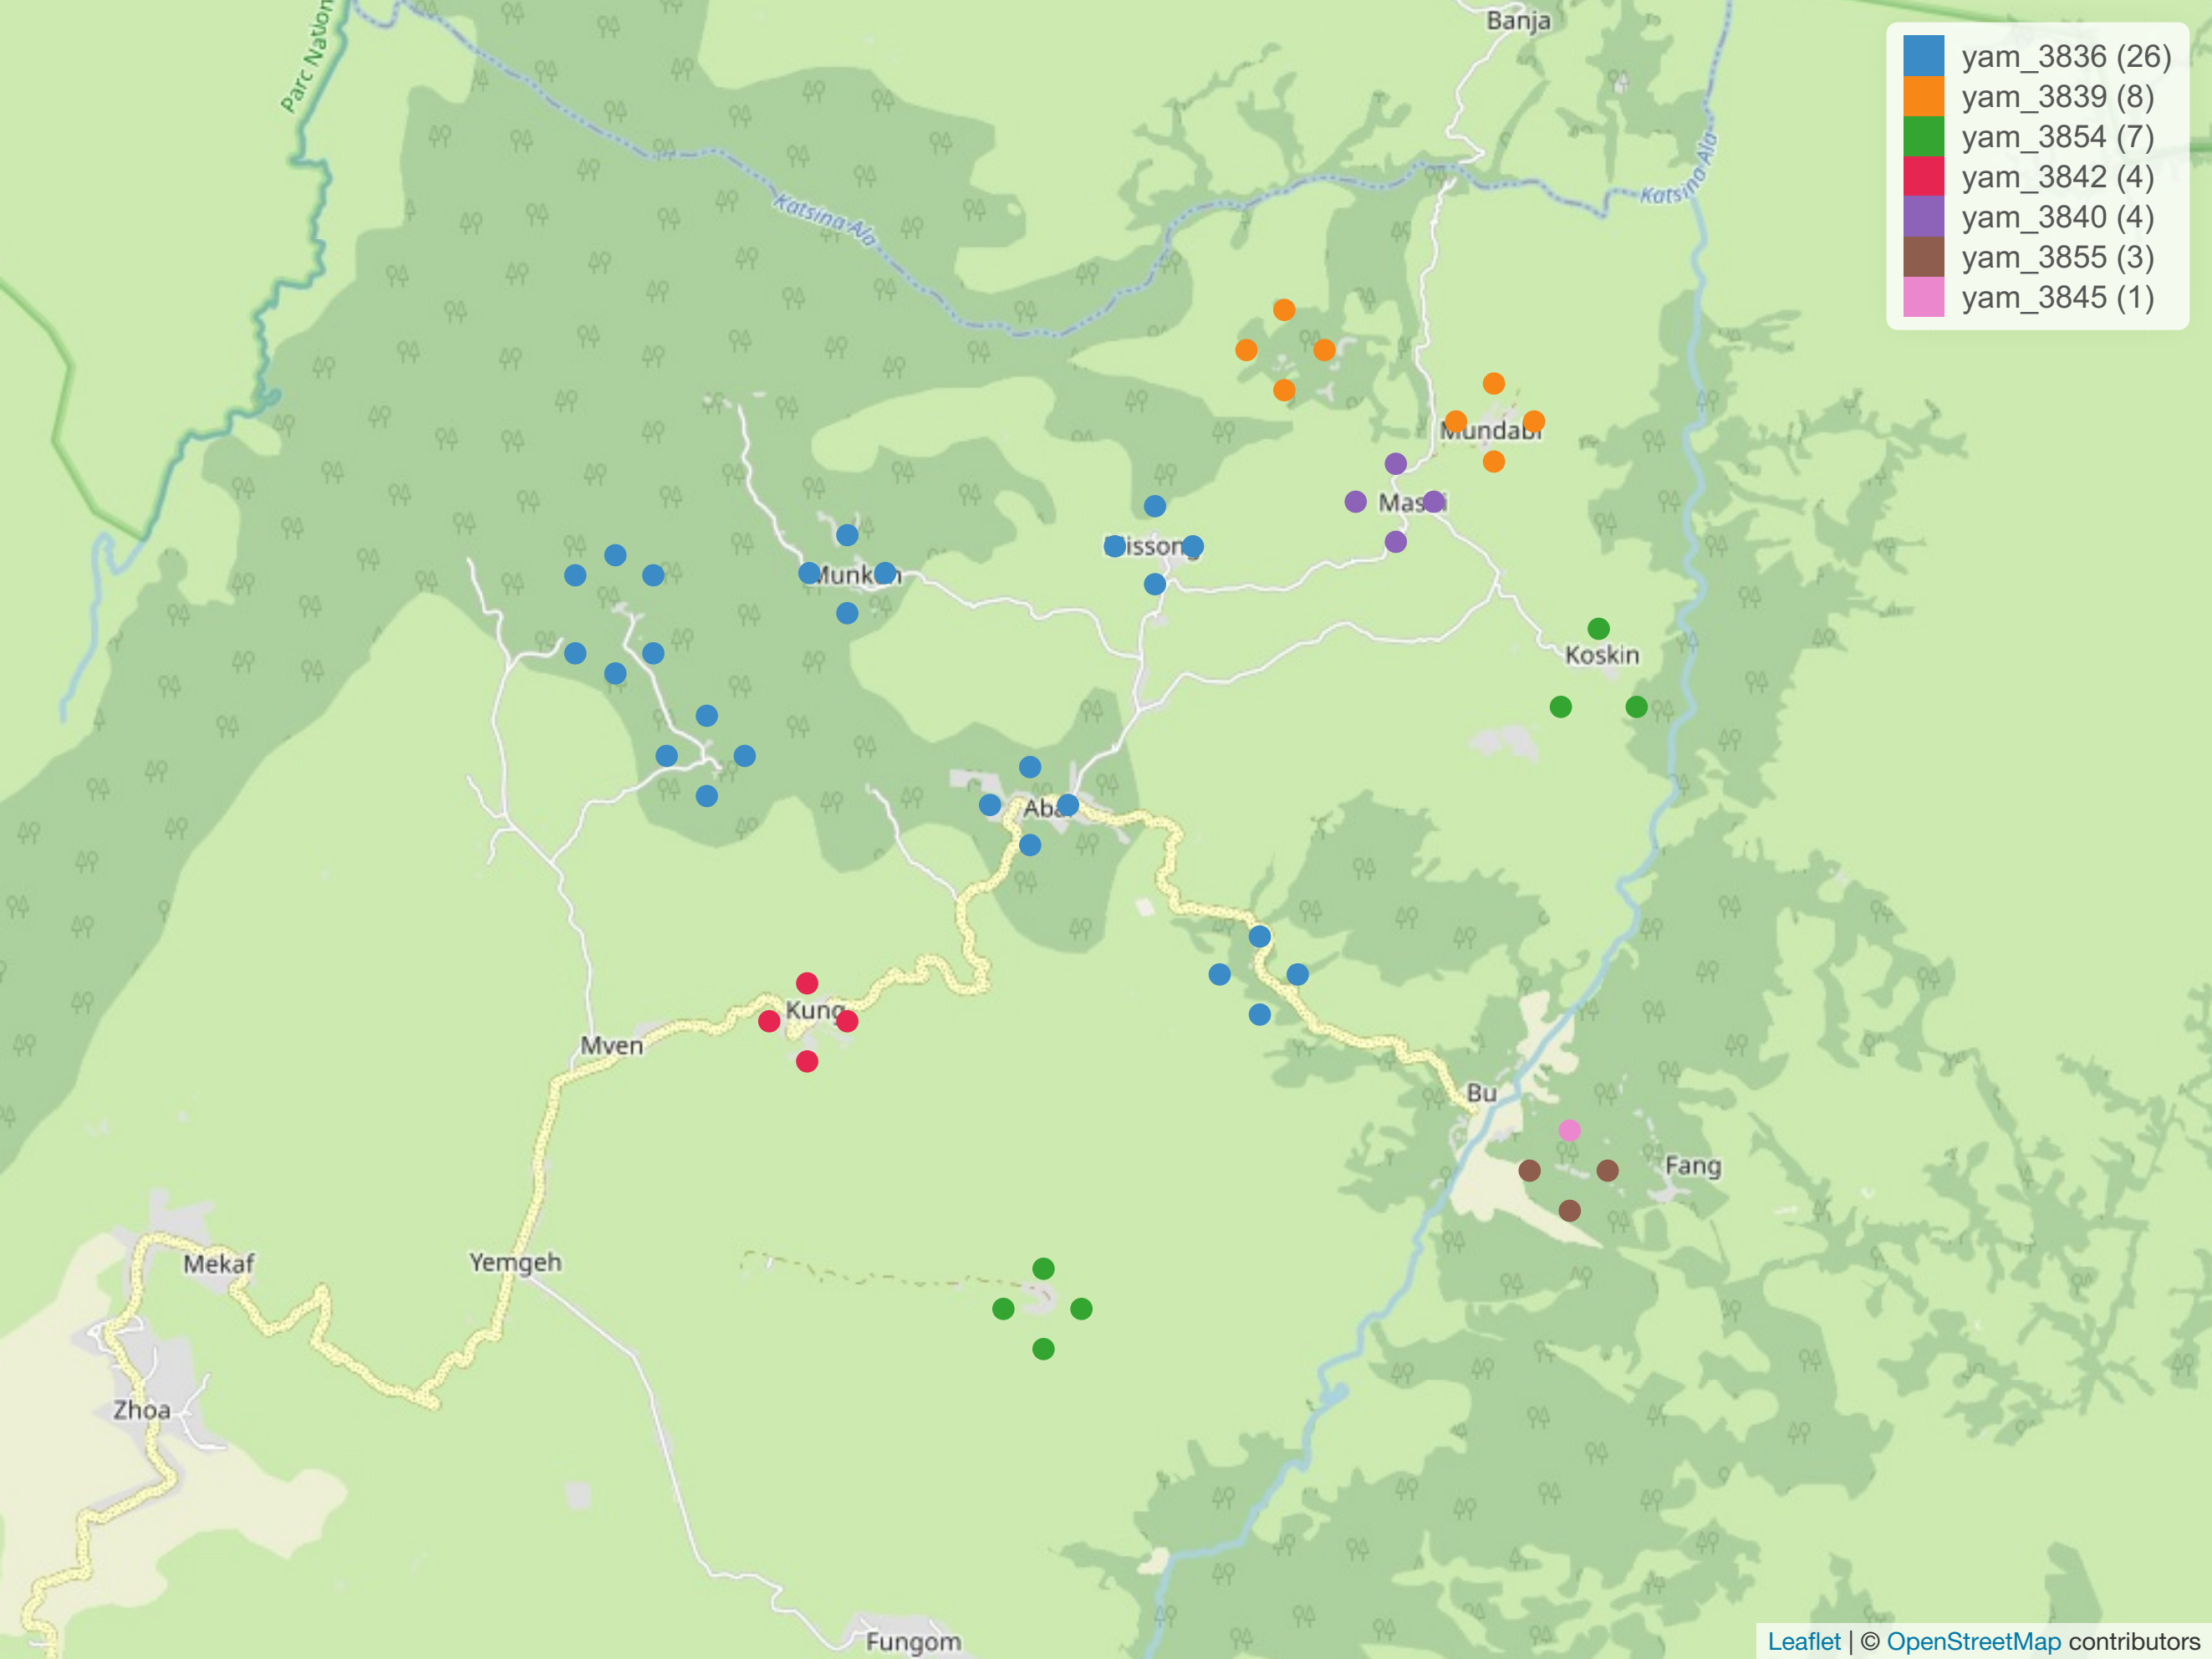 Banja
yam_3836 (26)
yam_3839 (8)
yam_3854 (7)
yam_3842 (4)
yam_3840 (4)
yam_3855 (3)
yam_3845 (1)
Parc Nation
Katsina-Ala
Katsina Ala
Mundabi
Koskin
Kung
Mven
Bu
Fang
Mekaf
Yemgeh
Zhoa
Fungom
Leaflet | © OpenStreetMap contributors